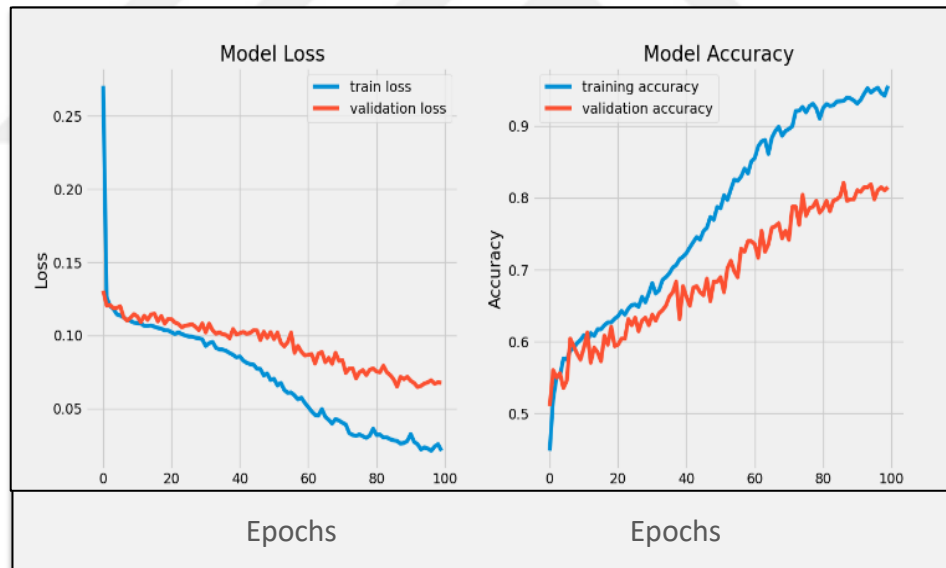 Model Loss
train loss
validation loss
0.25
0.20
0.15
0.10
0.05
Loss
0 20 40 60 80 100
Epochs
Model Accuracy
training accuracy
validation accuracy
0.9
0.8
0.7
0.6
0.5
Accuracy
0 20 40 60 80 100
Epochs